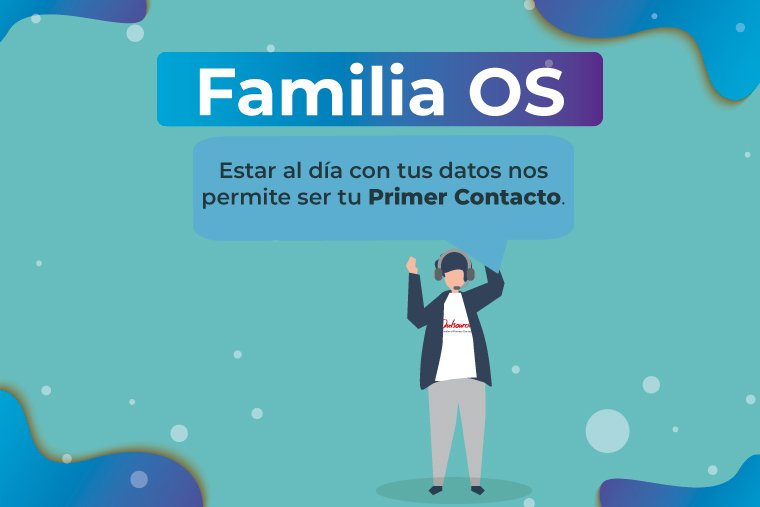 Familia OS
Estar al día con tus datos nos
permite ser tu Primer Contacto.